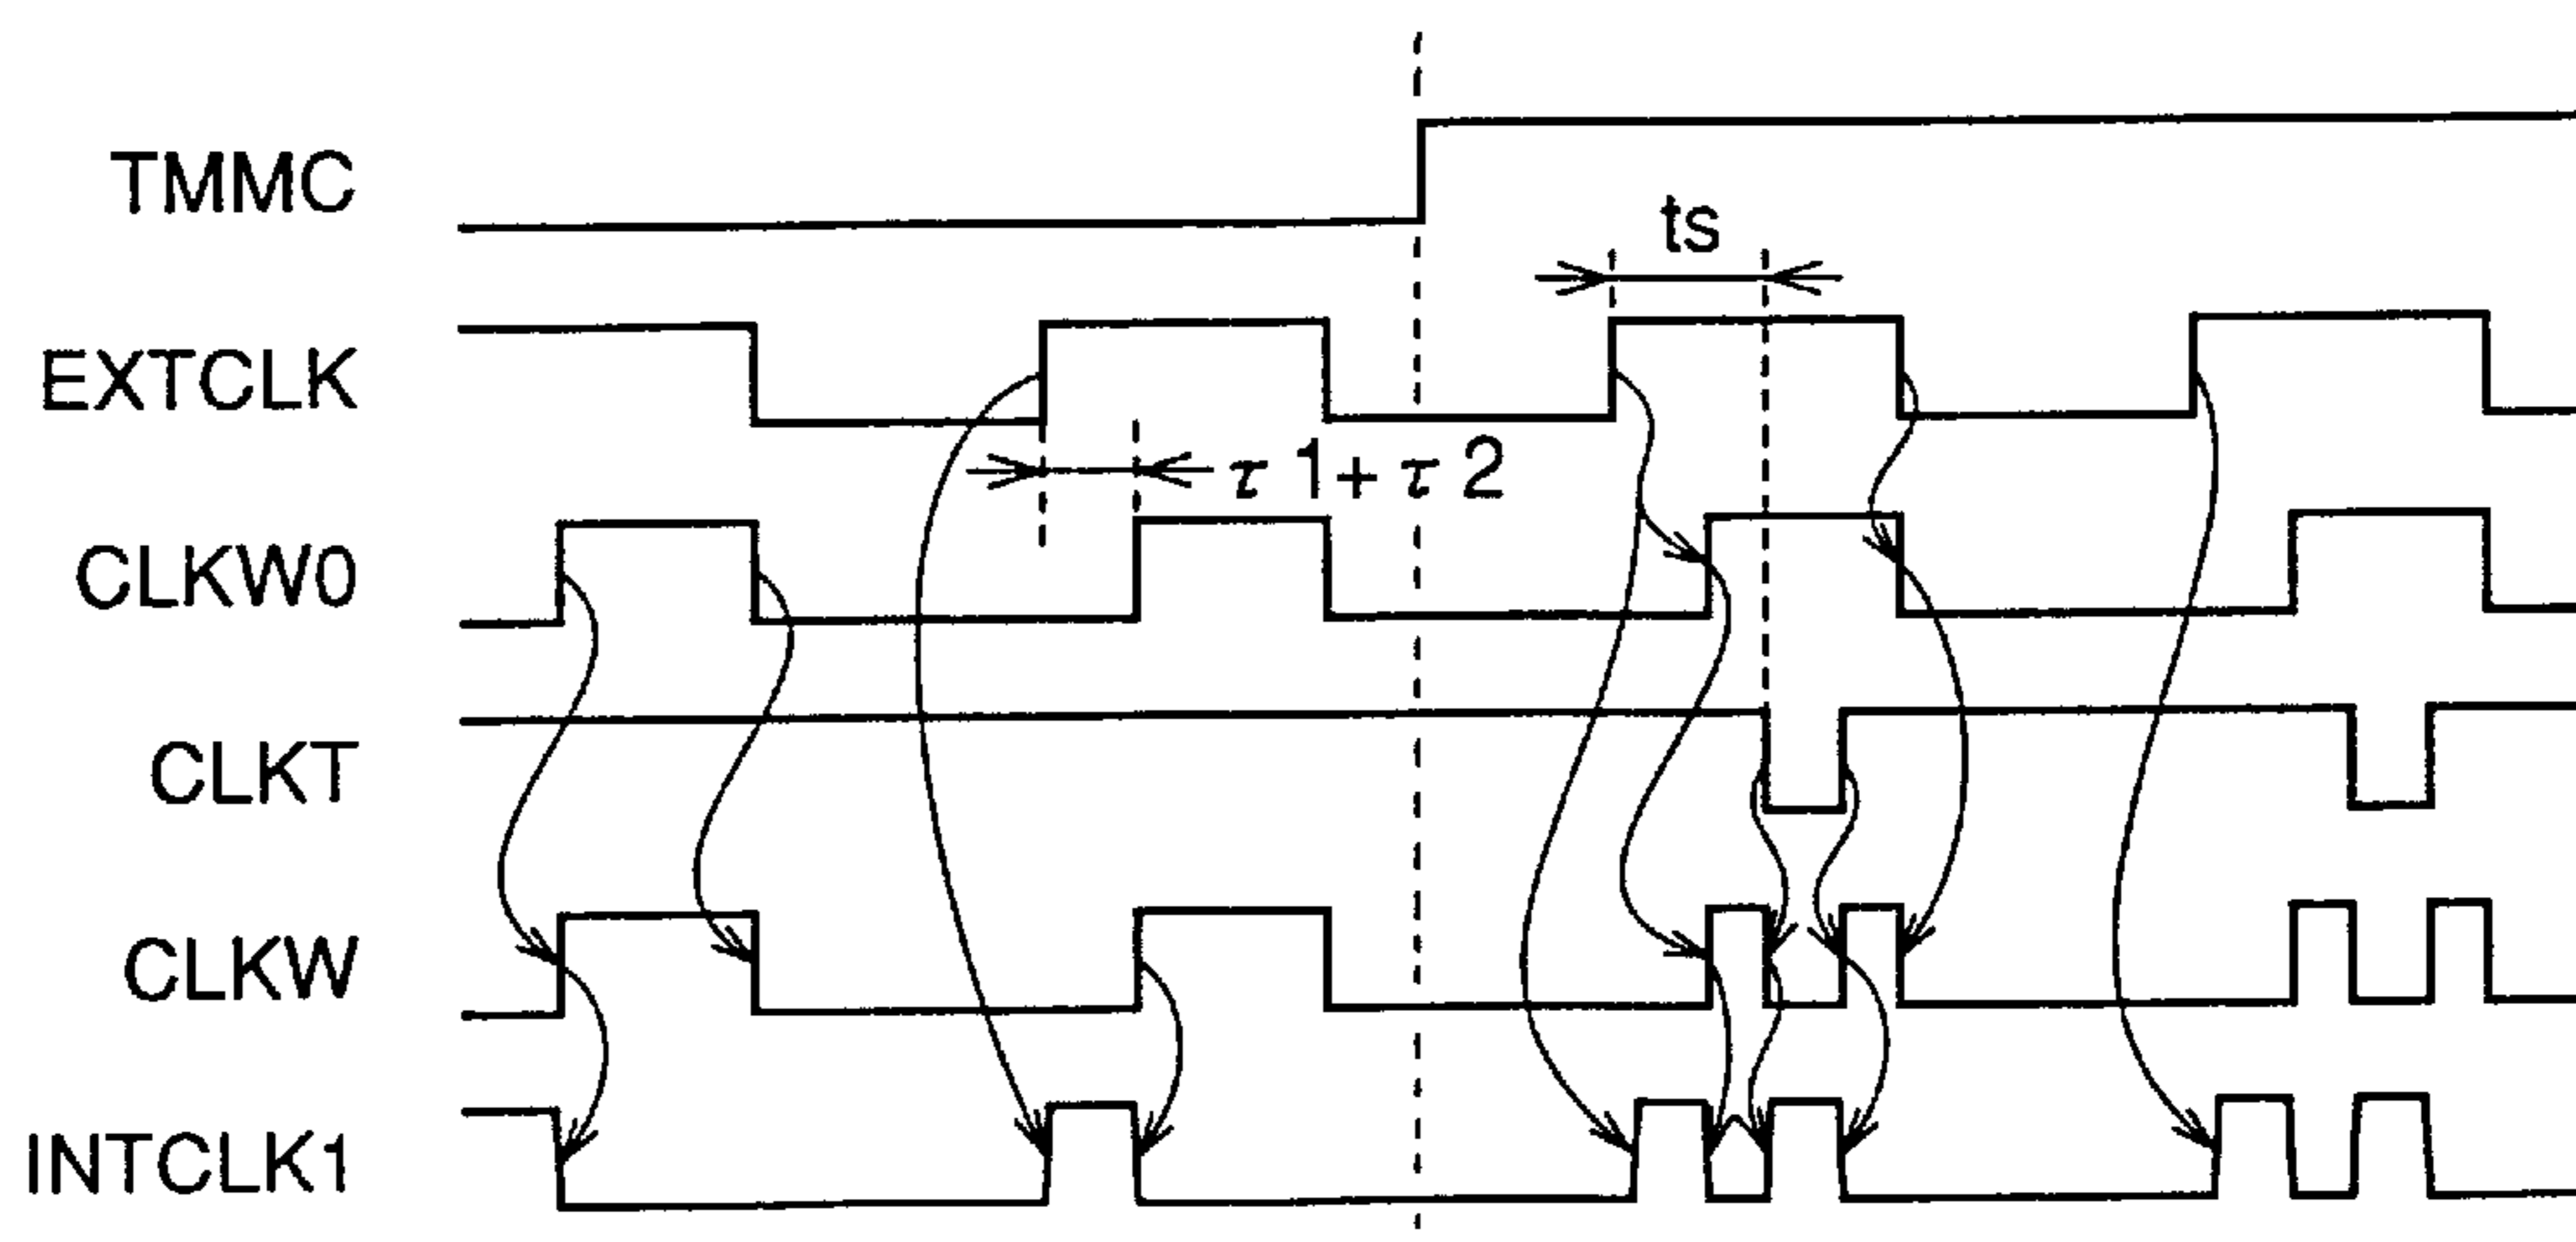 TMMC
ts
EXTCLK
τ 1+ τ 2
CLKW0
CLKT
CLKW
INTCLK1